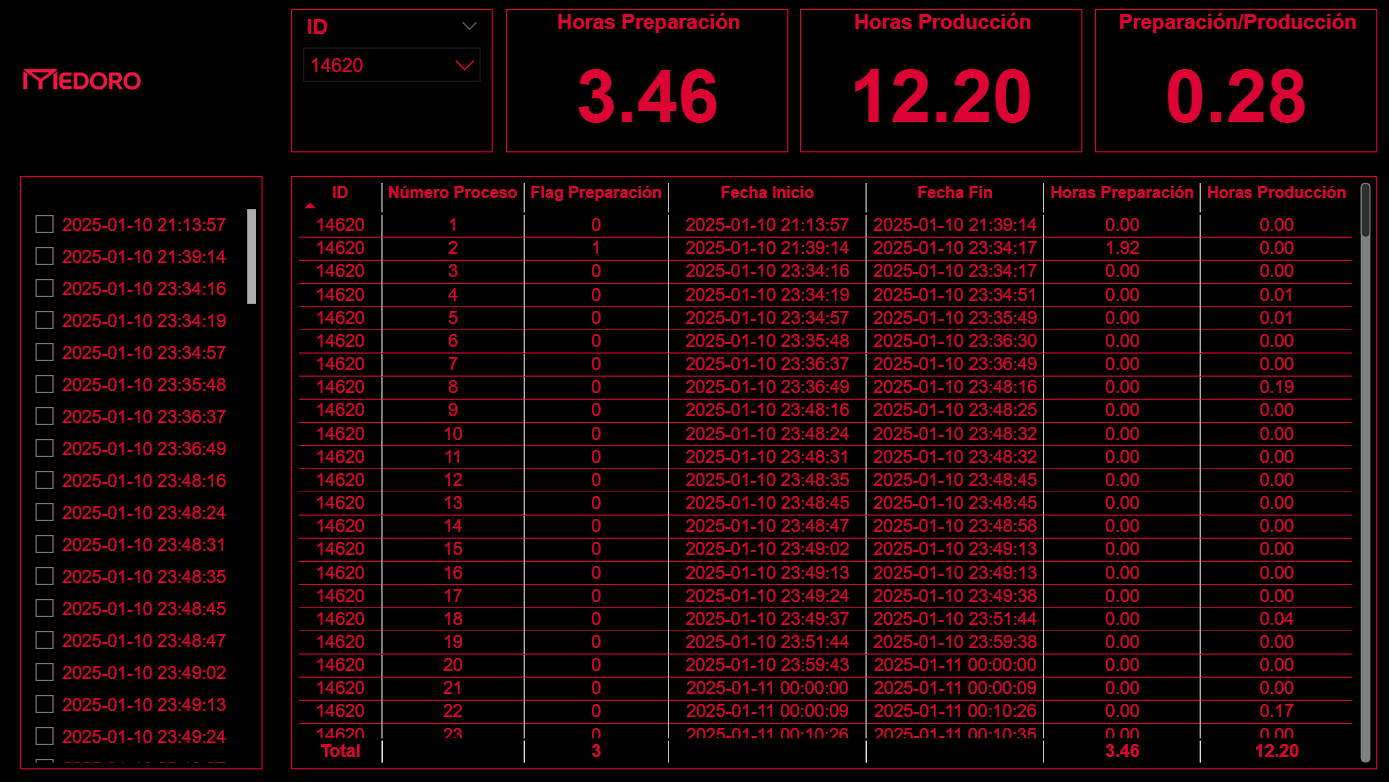 MEDORO
ID
14620
Horas Preparación
3.46
Horas Producción
12.20
Preparación/Producción
0.28
2025-01-10 21:13:57
2025-01-10 21:39:14
2025-01-10 23:34:16
2025-01-10 23:34:19
2025-01-10 23:34:57
2025-01-10 23:35:48
2025-01-10 23:36:37
2025-01-10 23:36:49
2025-01-10 23:48:16
2025-01-10 23:48:24
2025-01-10 23:48:31
2025-01-10 23:48:35
2025-01-10 23:48:45
2025-01-10 23:48:47
2025-01-10 23:49:02
2025-01-10 23:49:13
2025-01-10 23:49:24
ID Número Proceso Flag Preparación Fecha Inicio Fecha Fin Horas Preparación Horas Producción
14620 1 0 2025-01-10 21:13:57 2025-01-10 21:39:14 0.00 0.00
14620 2 1 2025-01-10 21:39:14 2025-01-10 23:34:17 1.92 0.00
14620 3 0 2025-01-10 23:34:16 2025-01-10 23:34:17 0.00 0.00
14620 4 0 2025-01-10 23:34:19 2025-01-10 23:34:51 0.00 0.01
14620 5 0 2025-01-10 23:34:57 2025-01-10 23:35:49 0.00 0.01
14620 6 0 2025-01-10 23:35:48 2025-01-10 23:36:30 0.00 0.00
14620 7 0 2025-01-10 23:36:37 2025-01-10 23:36:49 0.00 0.00
14620 8 0 2025-01-10 23:36:49 2025-01-10 23:48:16 0.00 0.19
14620 9 0 2025-01-10 23:48:16 2025-01-10 23:48:25 0.00 0.00
14620 10 0 2025-01-10 23:48:24 2025-01-10 23:48:32 0.00 0.00
14620 11 0 2025-01-10 23:48:31 2025-01-10 23:48:32 0.00 0.00
14620 12 0 2025-01-10 23:48:35 2025-01-10 23:48:45 0.00 0.00
14620 13 0 2025-01-10 23:48:45 2025-01-10 23:48:45 0.00 0.00
14620 14 0 2025-01-10 23:48:47 2025-01-10 23:48:58 0.00 0.00
14620 15 0 2025-01-10 23:49:02 2025-01-10 23:49:13 0.00 0.00
14620 16 0 2025-01-10 23:49:13 2025-01-10 23:49:13 0.00 0.00
14620 17 0 2025-01-10 23:49:24 2025-01-10 23:49:38 0.00 0.00
14620 18 0 2025-01-10 23:49:37 2025-01-10 23:51:44 0.00 0.04
14620 19 0 2025-01-10 23:51:44 2025-01-10 23:59:38 0.00 0.00
14620 20 0 2025-01-10 23:59:43 2025-01-11 00:00:00 0.00 0.00
14620 21 0 2025-01-11 00:00:00 2025-01-11 00:00:09 0.00 0.00
14620 22 0 2025-01-11 00:00:09 2025-01-11 00:10:26 0.00 0.17
14620 23 0 2025-01-11 00:10:26 2025-01-11 00:10:35 0.00 0.00
Total 3 3.46 12.20